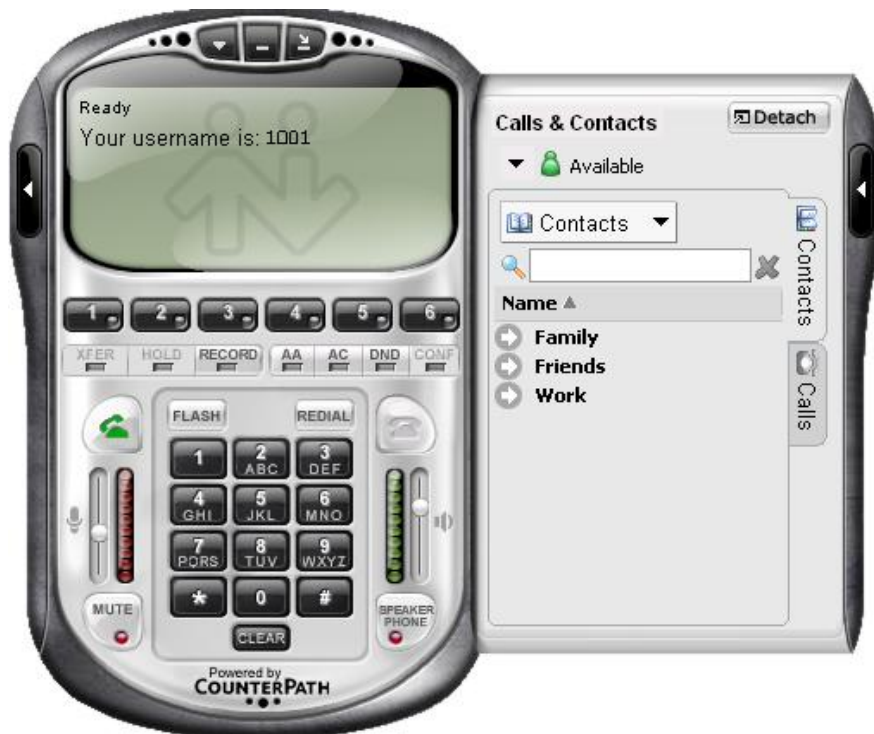 Ready
Your username is: 1001
1 2 3 4 5 6
XFER HOLD RECORD AA AC DND CONF
FLASH REDIAL
1 2 3
ABC DEF
4 5 6
GHI JKL MNO
7 8 9
PQRS TUV WXYZ
* 0 #
CLEAR
MUTE
SPEAKER
PHONE
Powered by
COUNTERPATH
Calls & Contacts
Detach
Available
Contacts
Name
Family
Friends
Work
Contacts
Calls